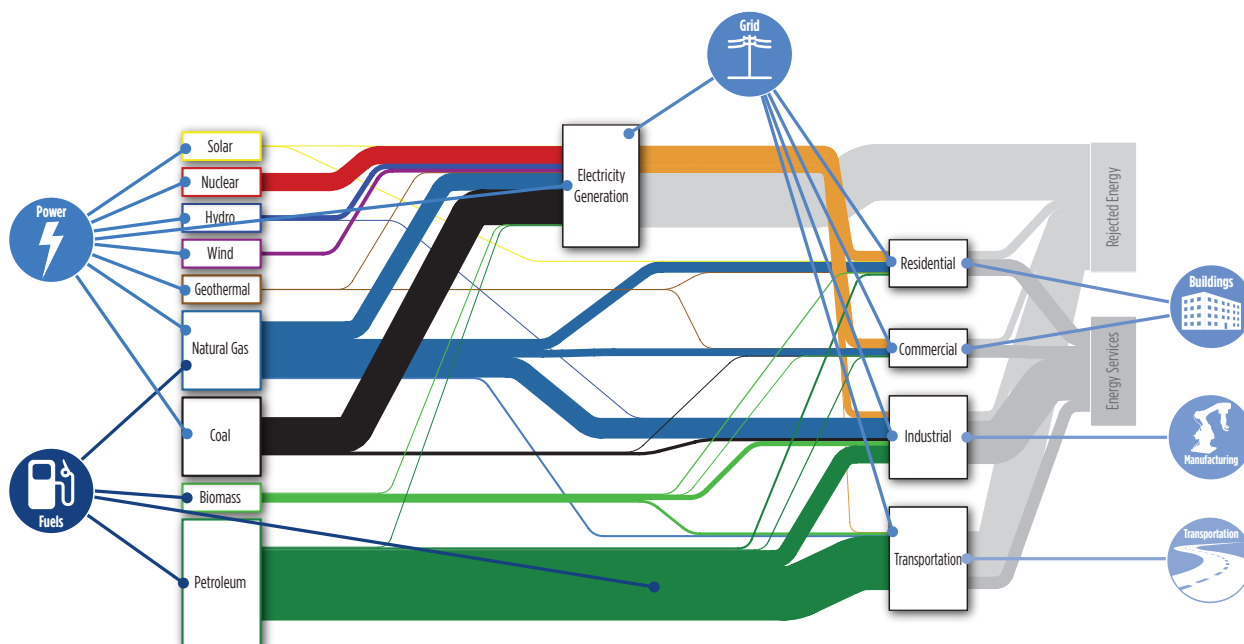 Grid
Solar
Nuclear
Power
Hydro
Wind
Geothermal
Natural Gas
Coal
Fuels
Biomass
Petroleum
Electricity
Generation
Residential
Commercial
Industrial
Transportation
Rejected Energy
Energy Services
Buildings
Manufacturing
Transportation